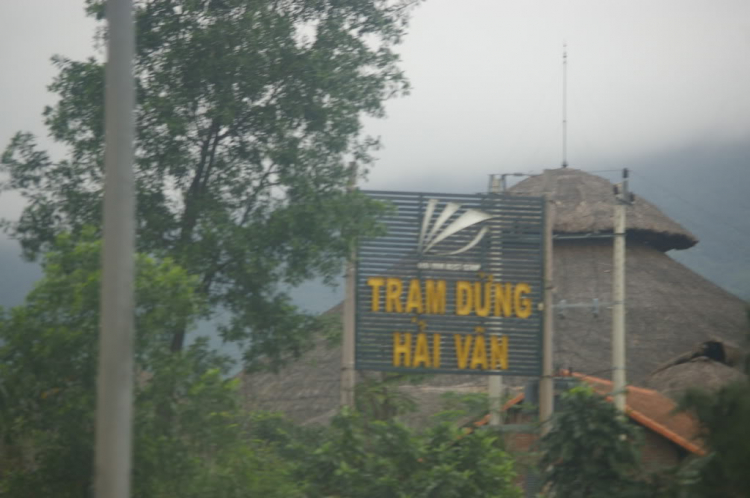 TRẠM DỪNG
HẢI VÂN